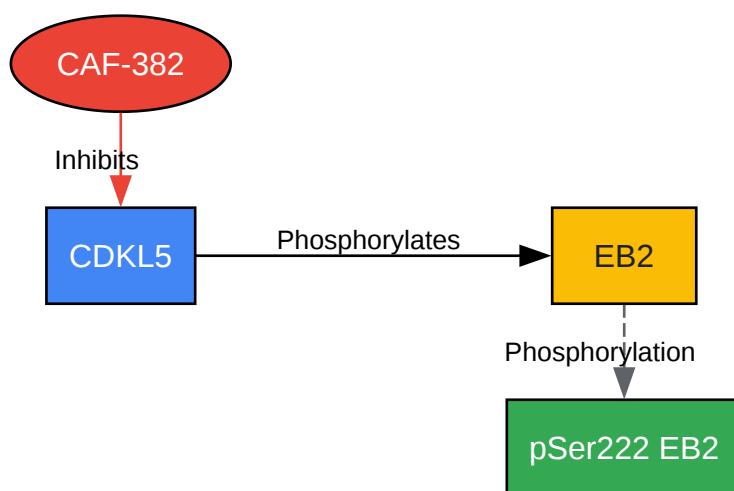 CAF-382
Inhibits
CDKL5
Phosphorylates
EB2
Phosphorylation
pSer222 EB2